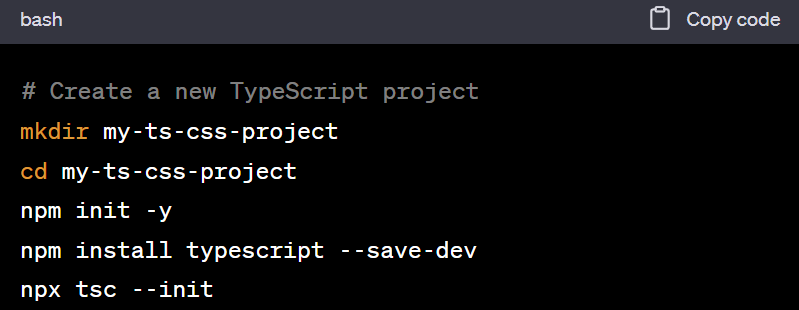 bash Copy code
# Create a new TypeScript project
mkdir my-ts-css-project
cd my-ts-css-project
npm init -y
npm install typescript --save-dev
npx tsc --init